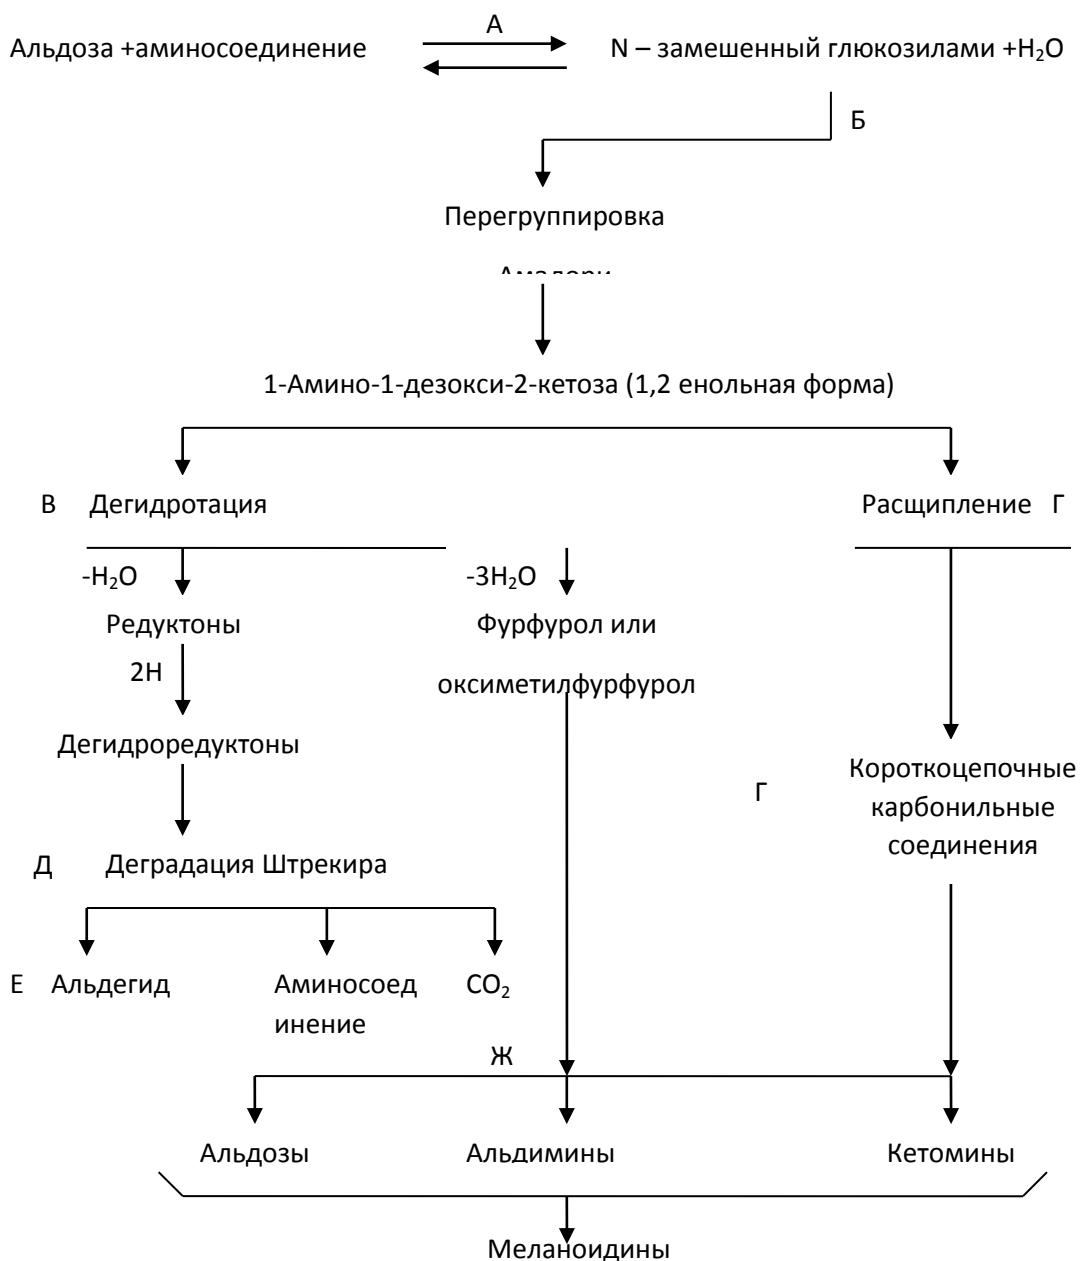 А
Альдоза +аминосоединение
N – замешенный глюкозилами +H₂O
Б
Перегруппировка
Амадори
1-Амино-1-дезокси-2-кетоза (1,2 енольная форма)
В Дегидротация
Расщипление Г
-H₂O
-3H₂O
Редуктоны
Фурфурол или
2Н
оксиметилфурфурол
Дегидроредуктоны
Короткоцепочные
Г
карбонильные
соединения
Д Деградация Штрекира
Е Альдегид
Аминосоед
CO₂
инение
Ж
Альдозы
Альдимины
Кетомины
Меланоидины